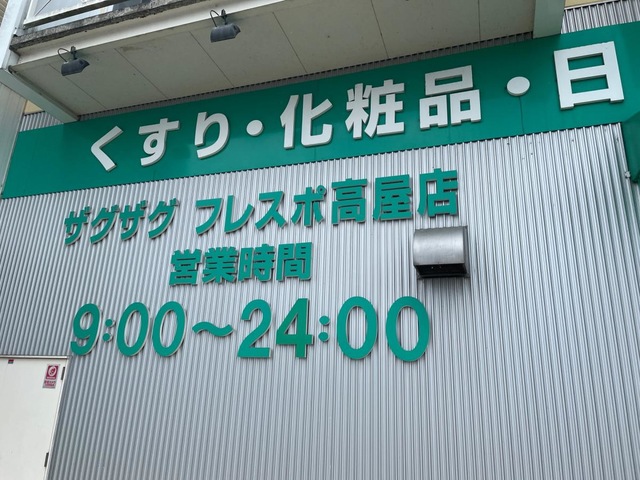 くすり・化粧品・日
ザグザグ フレスポ高屋店
営業時間
9:00～24:00